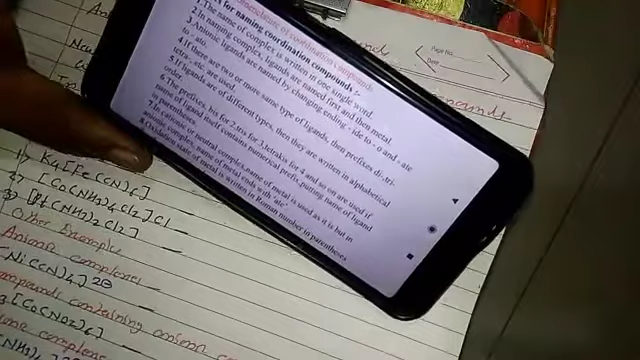 Nomenclature of coordination compounds
for naming coordination compounds :-
1.The name of complex is written in one single word.
2.In naming complex, ligands are named first and then metal
3.Anionic ligands are named by changing ending - ide to - o and - ate
to - ato.
4.If there are two or more same type of ligands, then prefixes di-,tri-
tetra- etc are used.
5.If ligands are of different types, then they are written in alphabetical
order
6.The prefixes, bis for 2,tris for 3,tetrakis for 4 and so on are used if
name of ligand itself contains numerical prefix,putting name of ligand
in parentheses
7.In cationic or neutral complex,name of metal is used as it is but in
anionic complex, name of metal ends with 'ate'
8.Oxidation state of metal is written in Roman number in parentheses
Page No.
Date
K4[Fe(CN)6]
[Co(NH3)4Cl2]Cl
[Pt(NH3)2Cl2]
Other Examples
Anionic complexes
[Ni(CN)4]2⊖
compounds containing
3[Co(NO2)6]
complexes